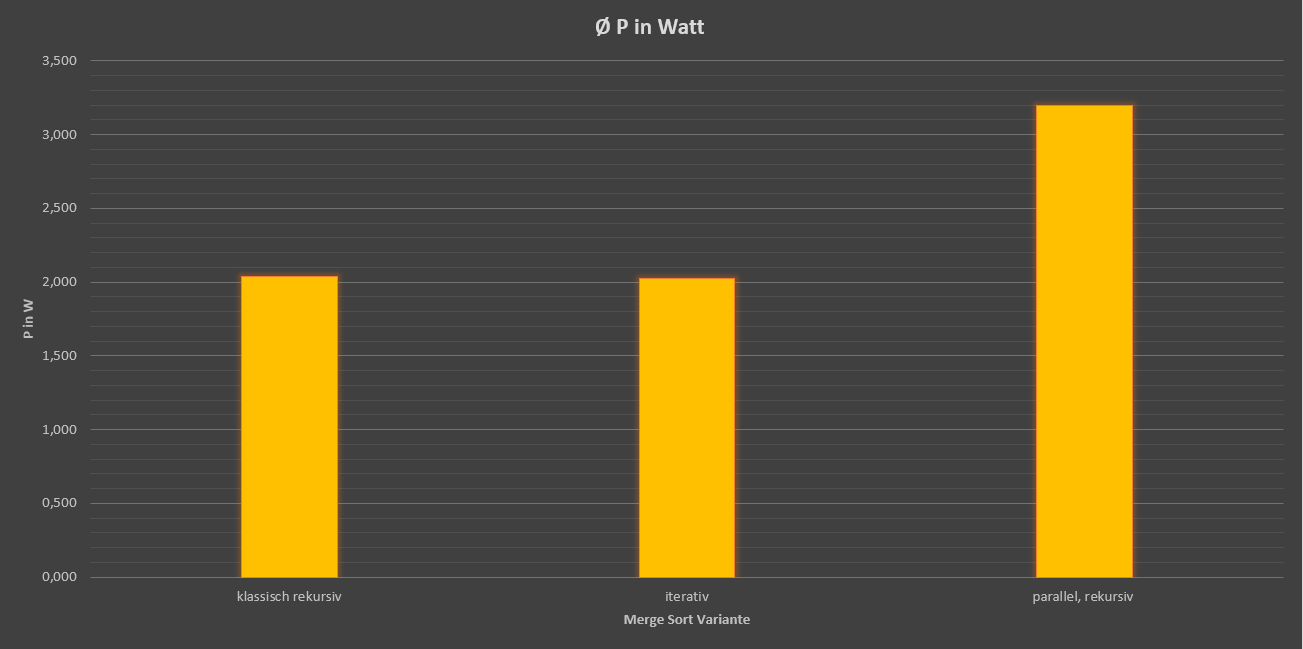 Ø P in Watt
3,500
3,000
2,500
2,000
1,500
1,000
0,500
0,000
P in W
klassisch rekursiv
iterativ
parallel, rekursiv
Merge Sort Variante